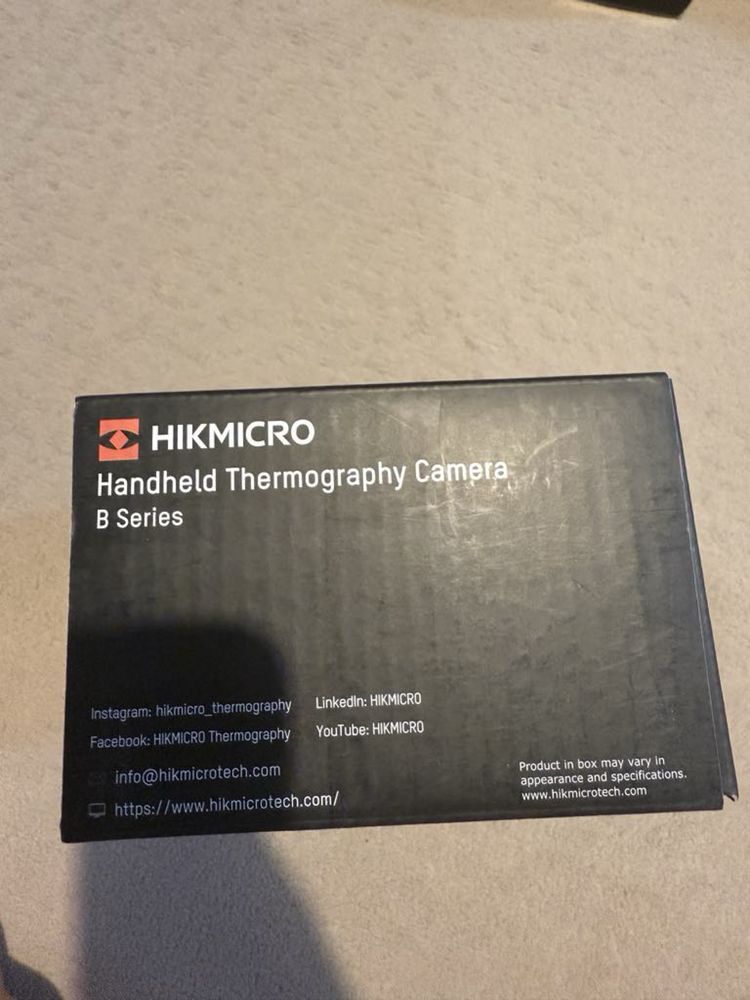 HIKMICRO
Handheld Thermography Camera
B Series
Instagram: hikmicro_thermography LinkedIn: HIKMICRO
Facebook: HIKMICRO Thermography YouTube: HIKMICRO
info@hikmicrotech.com
https://www.hikmicrotech.com/
Product in box may vary in
appearance and specifications.
www.hikmicrotech.com